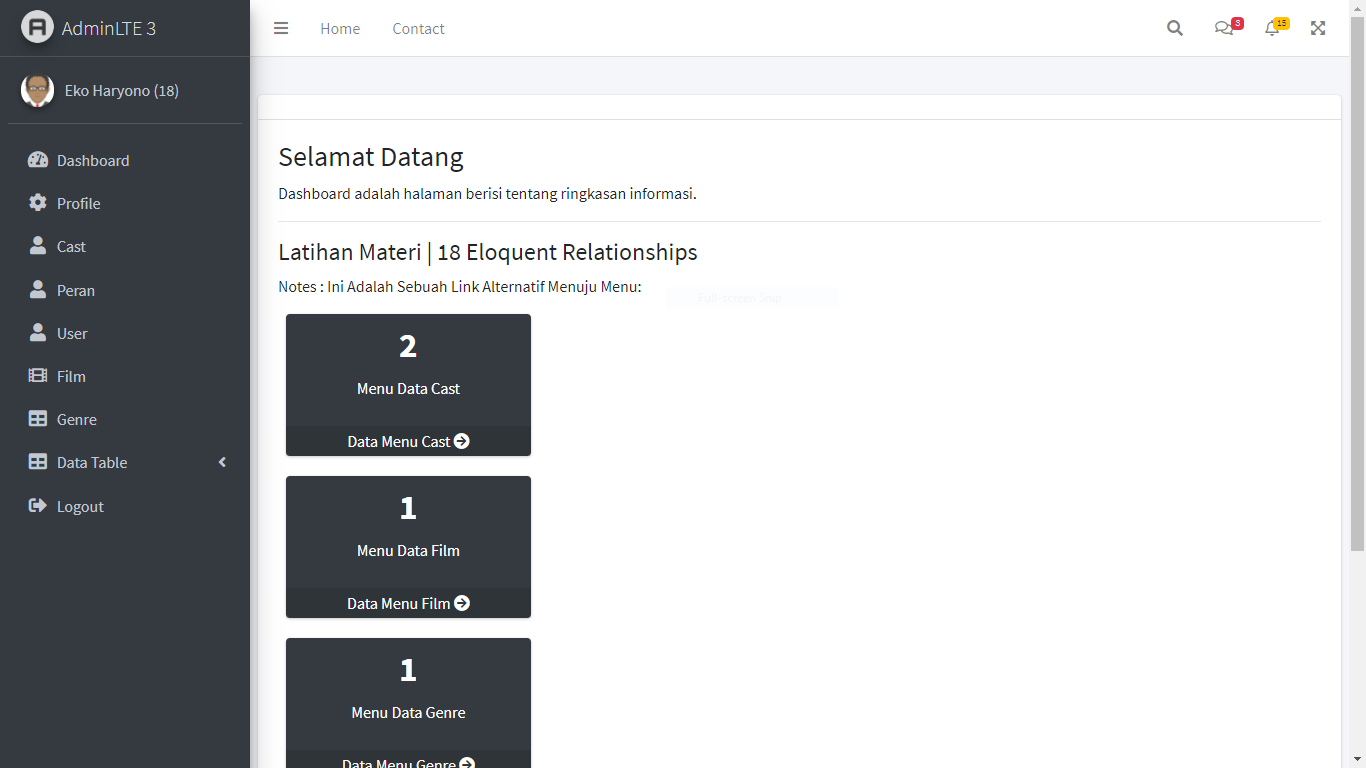 AdminLTE 3
Home
Contact
3
15
Eko Haryono (18)
Dashboard
Profile
Cast
Peran
User
Film
Genre
Data Table
Logout
Selamat Datang
Dashboard adalah halaman berisi tentang ringkasan informasi.
Latihan Materi | 18 Eloquent Relationships
Notes : Ini Adalah Sebuah Link Alternatif Menuju Menu:
Full-screen Snip
2
Menu Data Cast
Data Menu Cast
1
Menu Data Film
Data Menu Film
1
Menu Data Genre
Data Menu Genre